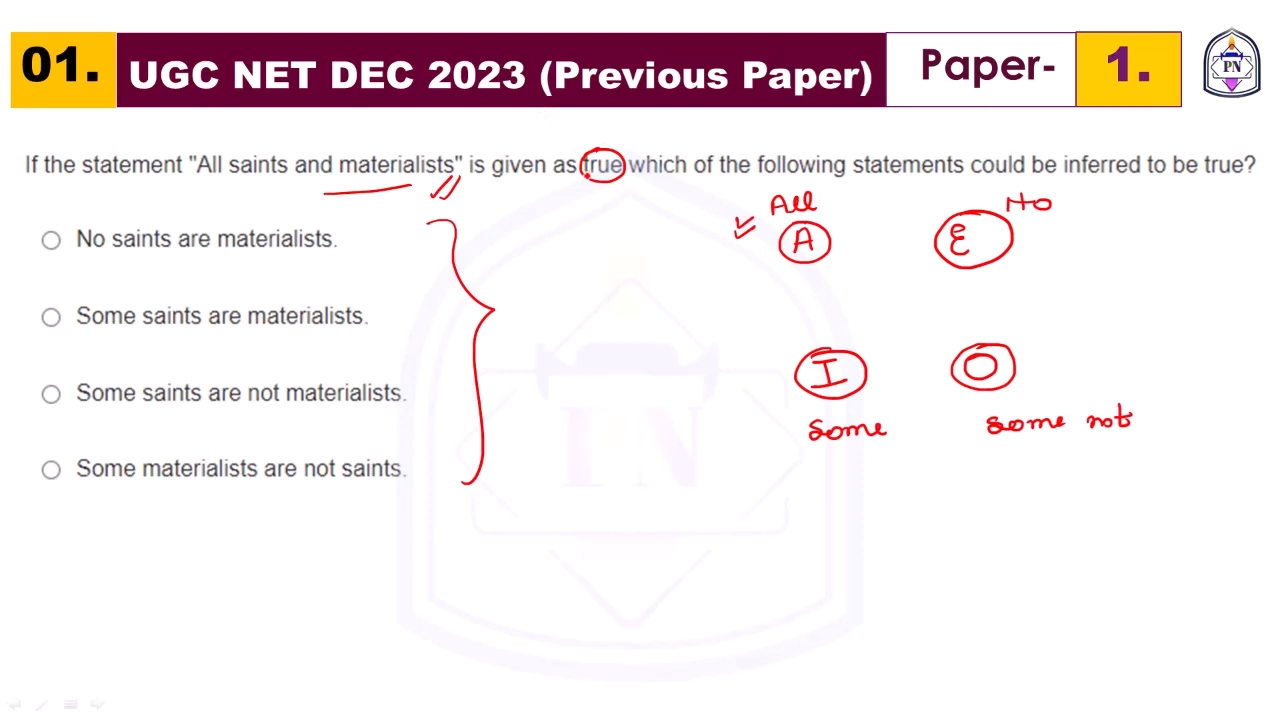 01. UGC NET DEC 2023 (Previous Paper) Paper- 1. PN
If the statement "All saints and materialists" is given as true which of the following statements could be inferred to be true?
All No
No saints are materialists. A E
Some saints are materialists.
I O
Some saints are not materialists.
Some Some not
Some materialists are not saints.
PN